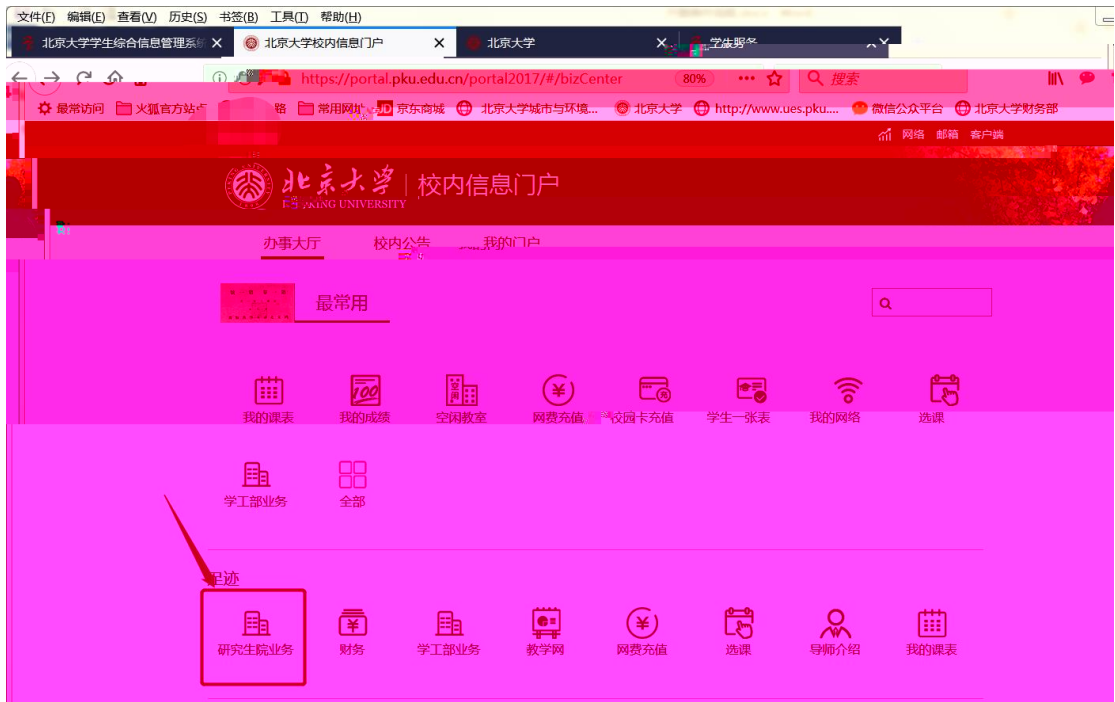 文件(F) 编辑(E) 查看(V) 历史(S) 书签(B) 工具(T) 帮助(H)
北京大学学生综合信息管理系统 北京大学校内信息门户 北京大学
https://portal.pku.edu.cn/portal2017/#/bizCenter 80% 搜索
最常访问 火狐官方站点 常用网址 JD 京东商城 北京大学城市与环境... 北京大学 http://www.ues.pku.... 微信公众平台 北京大学财务部
网络 邮箱 客户端
北京大学 校内信息门户
PEKING UNIVERSITY
办事大厅 校内公告 我的门户
最常用
我的课表 我的成绩 空闲教室 网费充值 校园卡充值 学生一张表 我的网络 选课
学工部业务 全部
足迹
研究生院业务 财务 学工部业务 教学网 网费充值 选课 导师介绍 我的课表